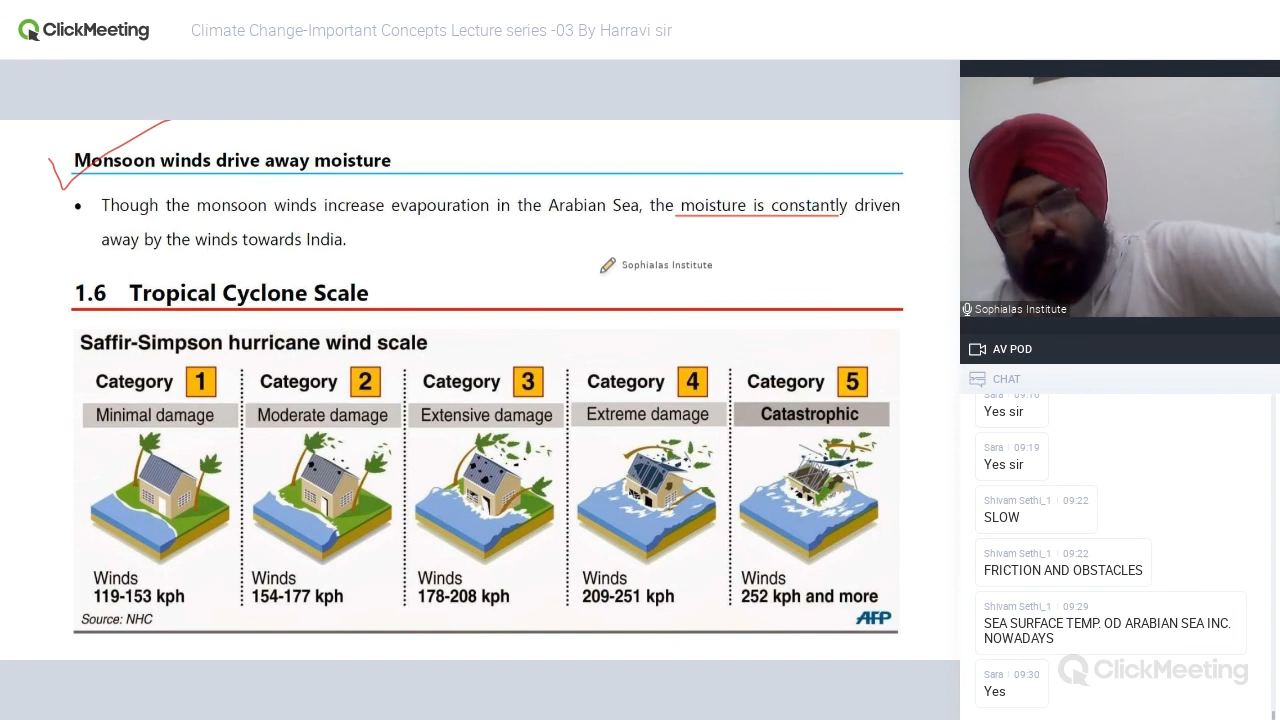 ClickMeeting
Climate Change-Important Concepts Lecture series -03 By Harravi sir
Monsoon winds drive away moisture
• Though the monsoon winds increase evapouration in the Arabian Sea, the moisture is constantly driven
away by the winds towards India.
Sophialas Institute
1.6 Tropical Cyclone Scale
Saffir-Simpson hurricane wind scale
Category 1
Category 2
Category 3
Category 4
Category 5
Minimal damage
Moderate damage
Extensive damage
Extreme damage
Catastrophic
Winds
119-153 kph
Winds
154-177 kph
Winds
178-208 kph
Winds
209-251 kph
Winds
252 kph and more
Source: NHC
AFP
Sophialas Institute
AV POD
CHAT
Sara 09:16
Yes sir
Sara 09:19
Yes sir
Shivam Sethi_1 09:22
SLOW
Shivam Sethi_1 09:22
FRICTION AND OBSTACLES
Shivam Sethi_1 09:29
SEA SURFACE TEMP. OD ARABIAN SEA INC.
NOWADAYS
Sara 09:30
Yes
ClickMeeting